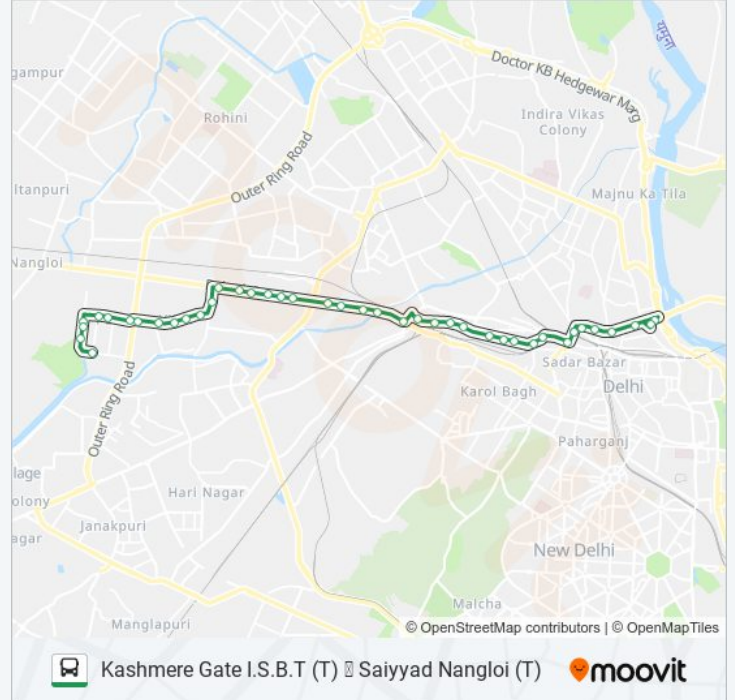 Doctor KB Hedgewar Marg
यमुना
gampur
Rohini
Indira Vikas
Colony
Outer Ring Road
ltanpuri
Majnu Ka Tila
Nangloi
Sadar Bazar
Delhi
Karol Bagh
Outer Ring Road
Paharganj
lage
olony
Hari Nagar
Janakpuri
agar
New Delhi
Malcha
Manglapuri
© OpenStreetMap contributors | © OpenMapTiles
Kashmere Gate I.S.B.T (T) Saiyyad Nangloi (T)
moovit